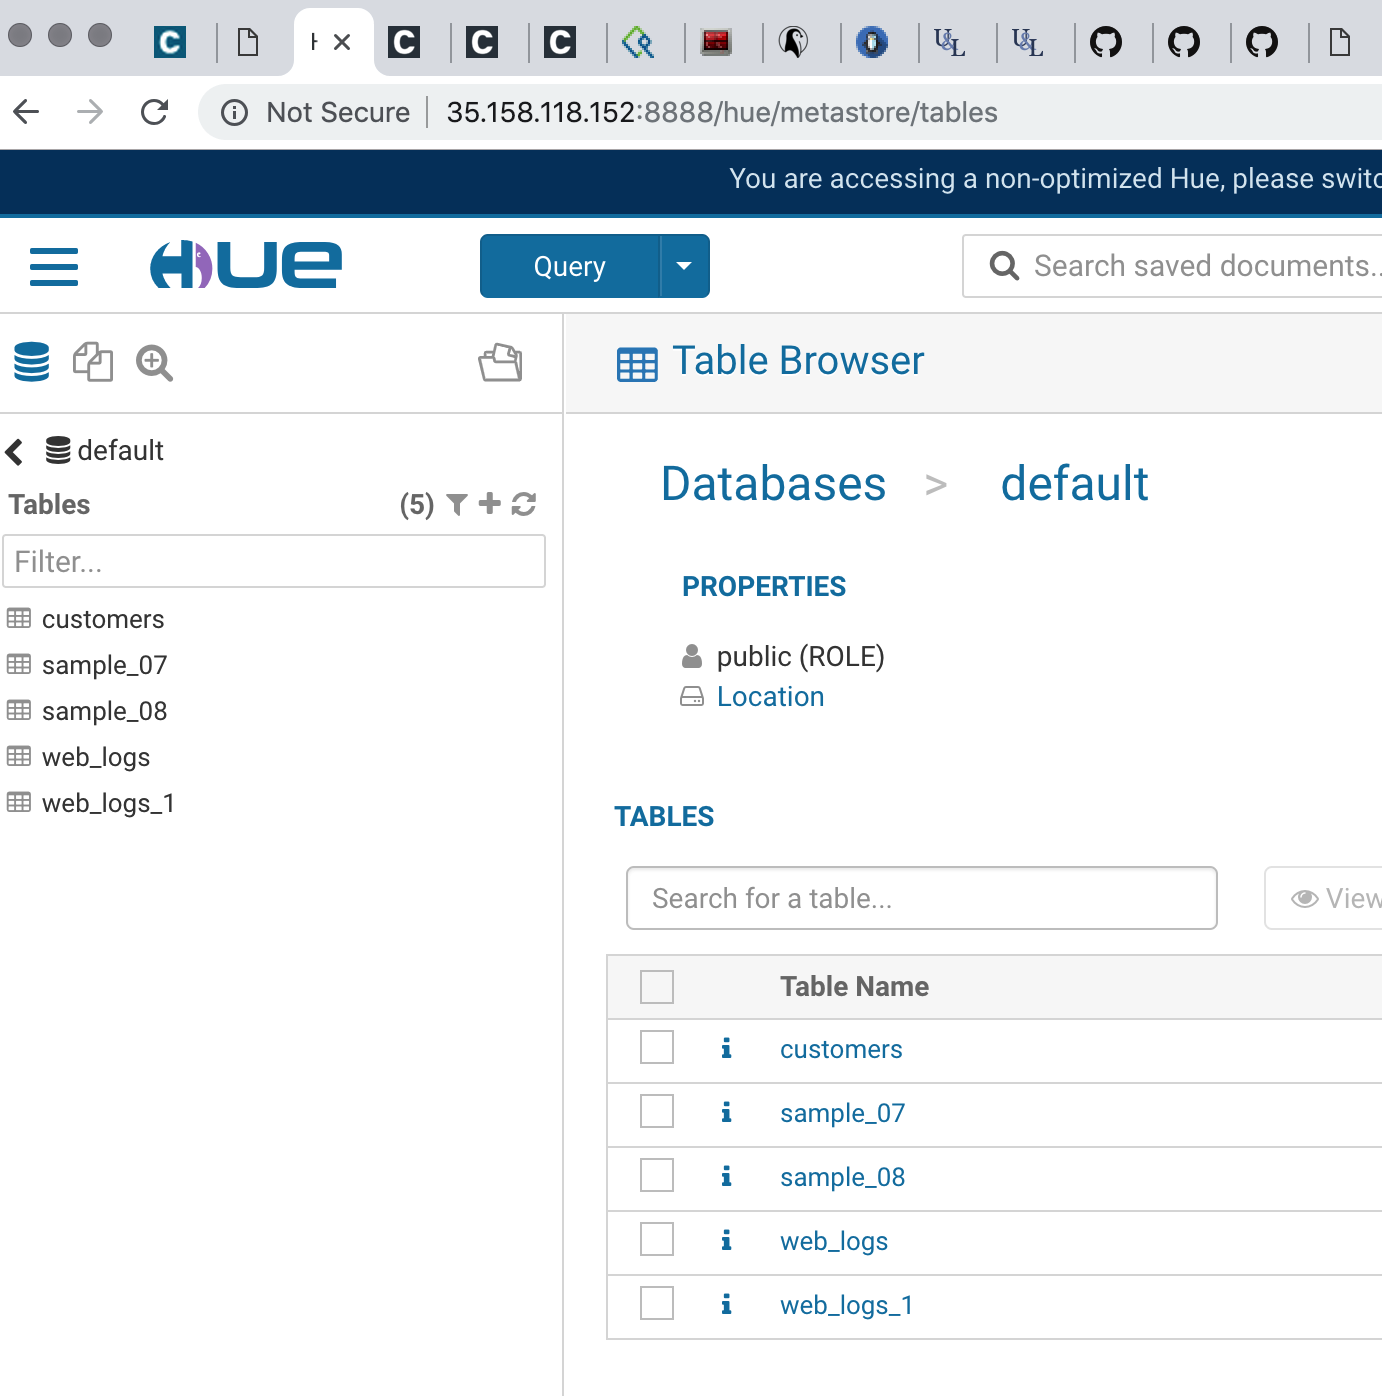 Not Secure
35.158.118.152:8888/hue/metastore/tables
You are accessing a non-optimized Hue, please switc
HUE
Query
Search saved documents..
Table Browser
default
Tables
(5)
Filter...
customers
sample_07
sample_08
web_logs
web_logs_1
Databases > default
PROPERTIES
public (ROLE)
Location
TABLES
Search for a table...
View
Table Name
customers
sample_07
sample_08
web_logs
web_logs_1